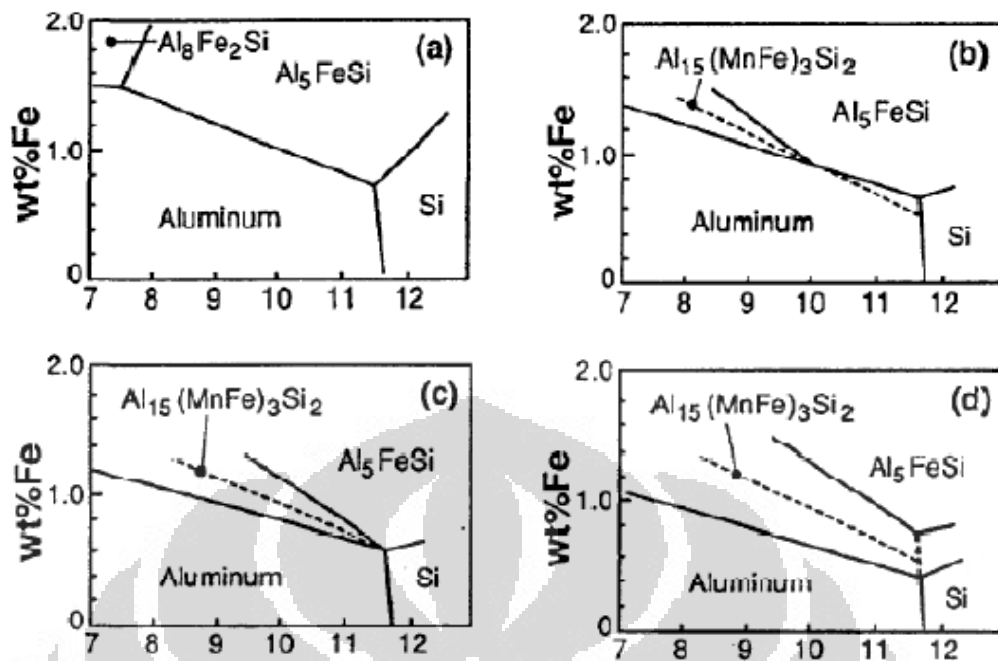 2.0
Al₈Fe₂Si
(a)
Al₅FeSi
wt%Fe
1.0
Aluminum
Si
0
7 8 9 10 11 12
2.0
(b)
Al₁₅(MnFe)₃Si₂
Al₅FeSi
wt%Fe
1.0
Aluminum
Si
0
7 8 9 10 11 12
2.0
(c)
Al₁₅(MnFe)₃Si₂
Al₅FeSi
wt%Fe
1.0
Aluminum
Si
0
7 8 9 10 11 12
2.0
(d)
Al₁₅(MnFe)₃Si₂
Al₅FeSi
wt%Fe
1.0
Aluminum
Si
0
7 8 9 10 11 12